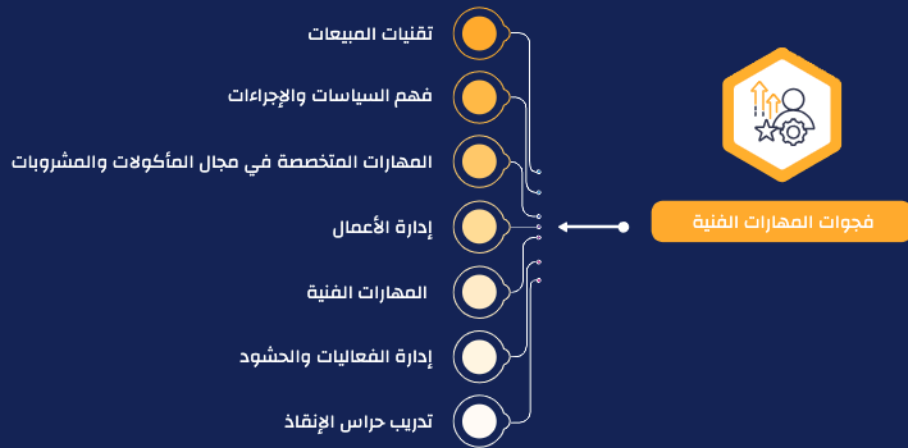 فجوات المهارات الفنية
تقنيات المبيعات
فهم السياسات والإجراءات
المهارات المتخصصة في مجال المأكولات والمشروبات
إدارة الأعمال
المهارات الفنية
إدارة الفعاليات والحشود
تدريب حراس الإنقاذ